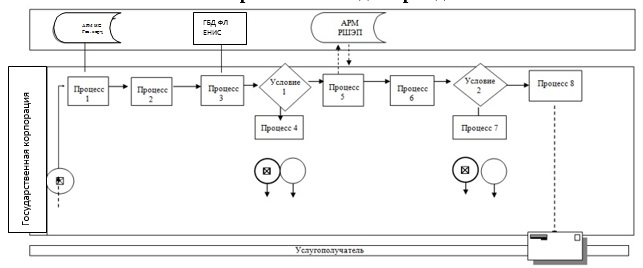 ГБД ФЛ
ЕНИС
АРМ
РШЭП
Государственная корпорация
Процесс
1
Процесс
2
Процесс
3
Условие
1
Процесс
5
Процесс
6
Условие
2
Процесс 8
Процесс 4
Процесс 7
Услугополучатель